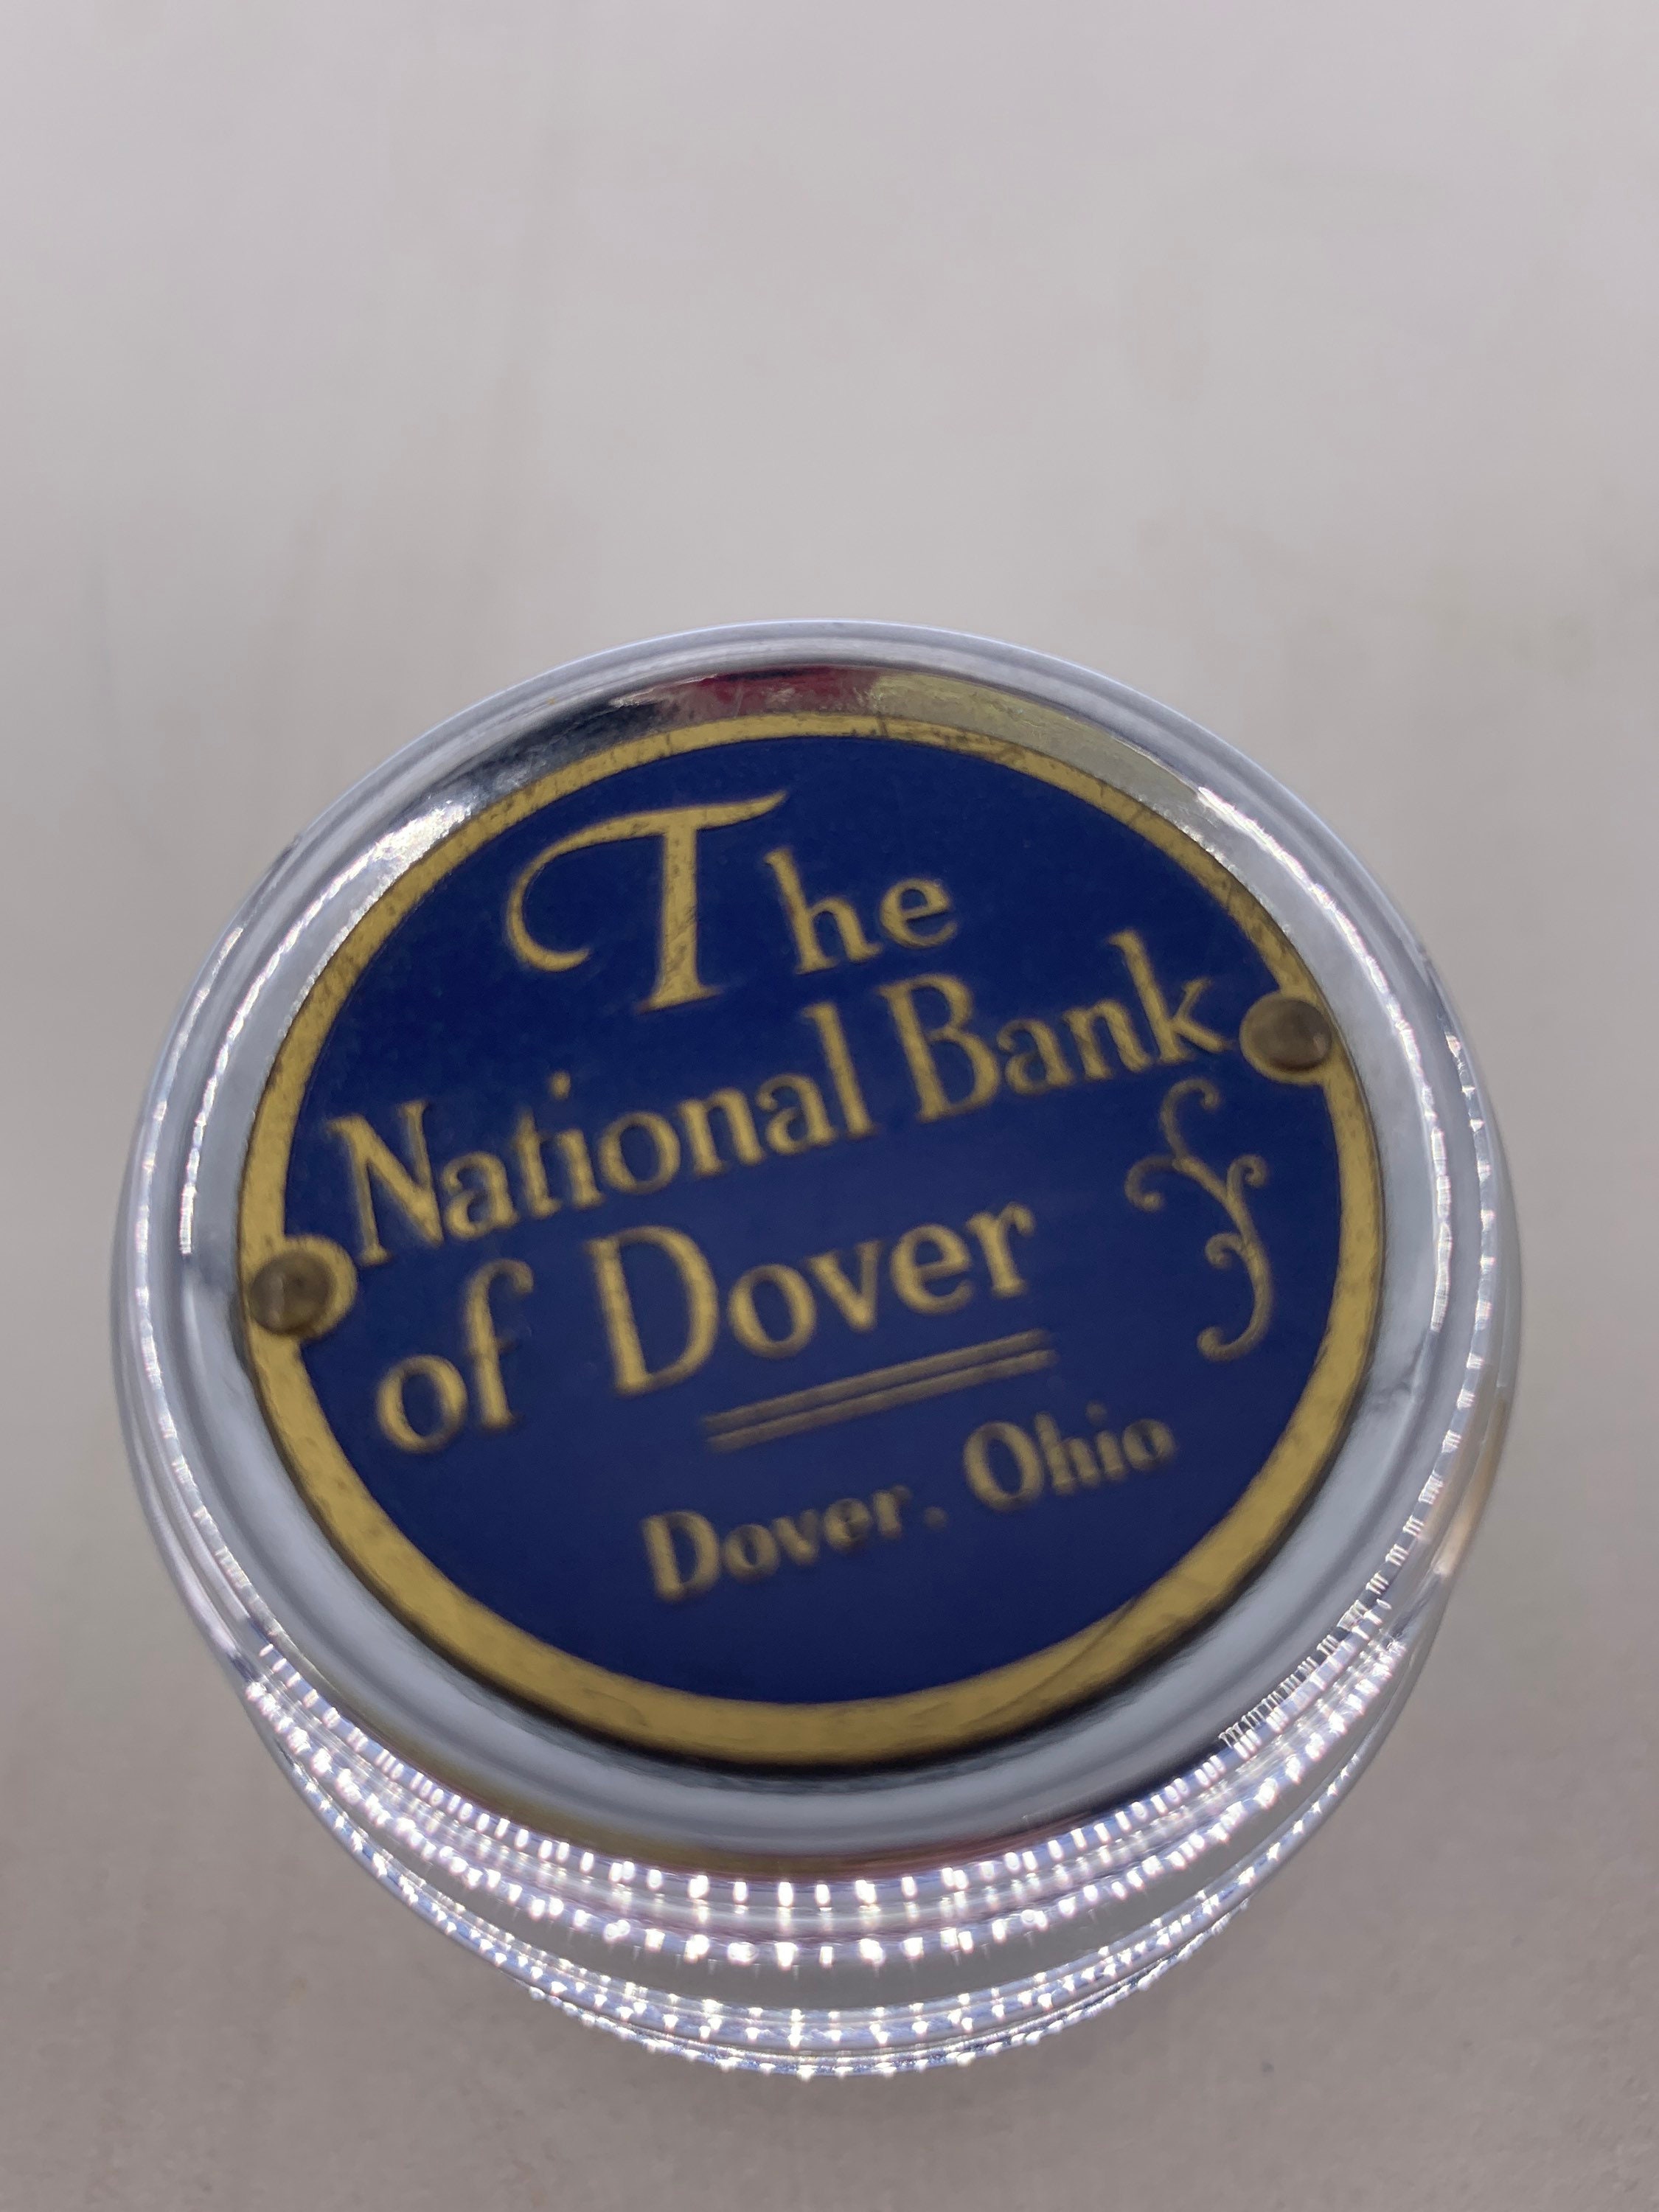 The
National Bank
of Dover
Dover, Ohio